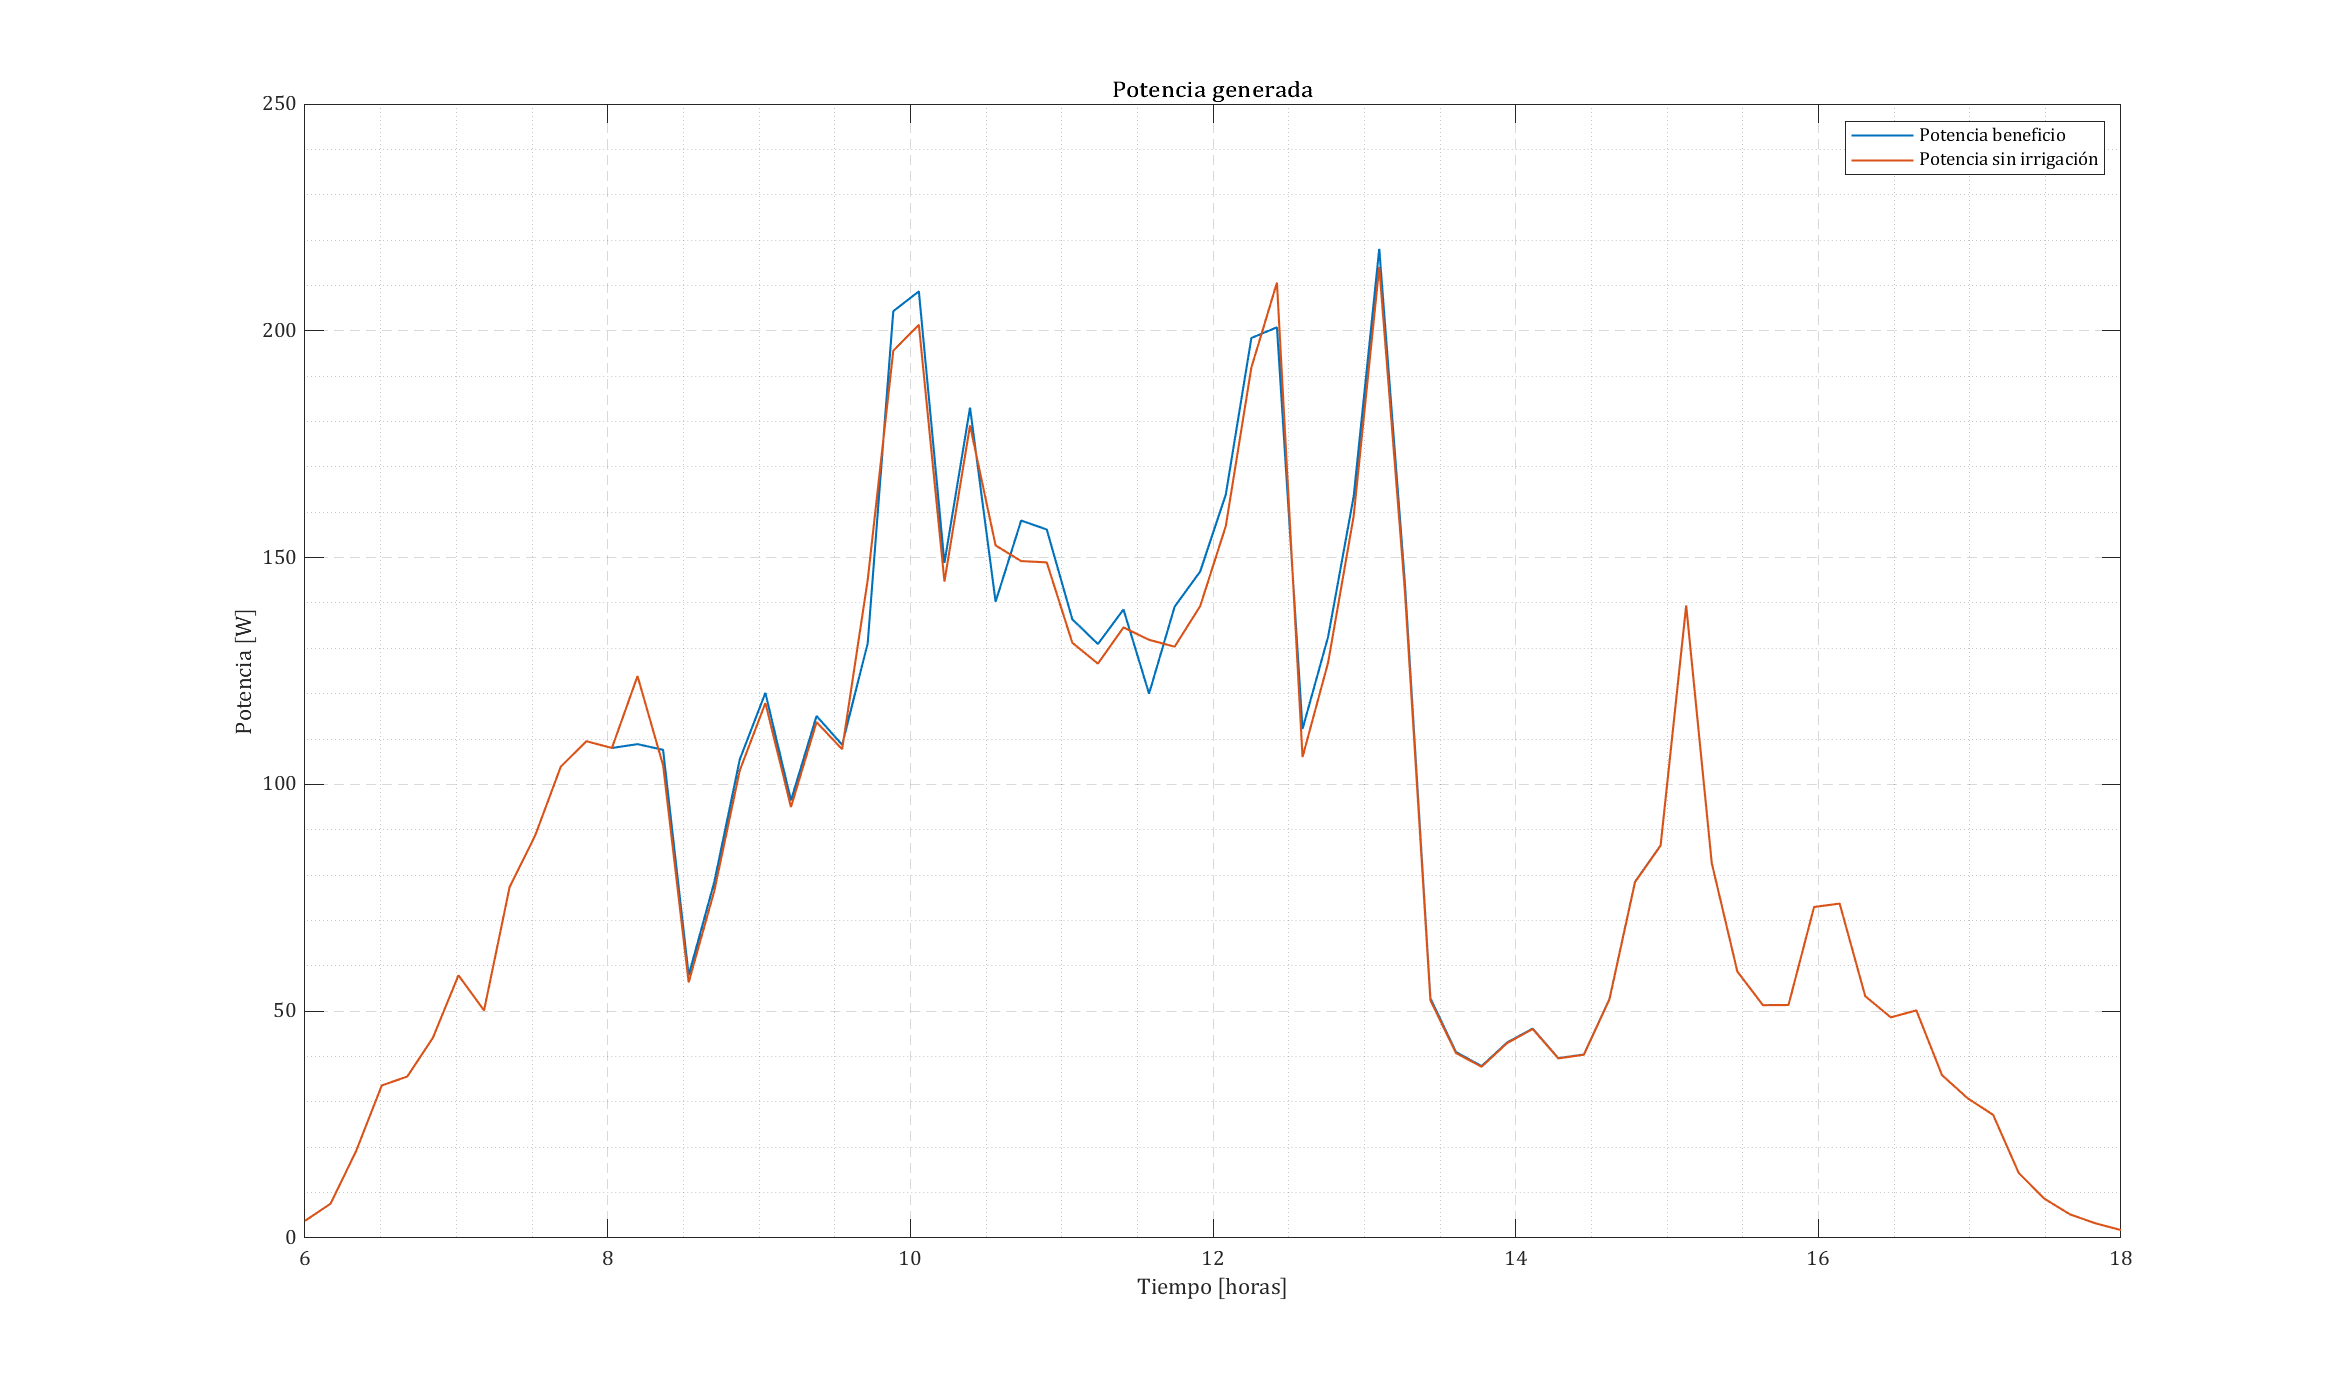 Potencia generada
250
200
150
100
50
0
Potencia [W]
Potencia beneficio
Potencia sin irrigación
6
8
10
12
14
16
18
Tiempo [horas]